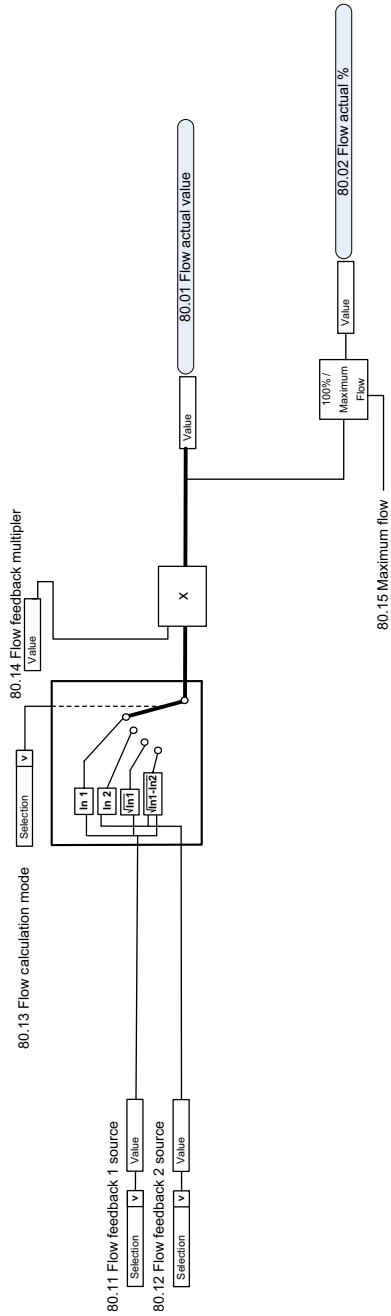 80.11 Flow feedback 1 source
Selection
v
Value
80.12 Flow feedback 2 source
Selection
v
Value
80.13 Flow calculation mode
Selection
v
In 1
In 2
√In1
√In1-In2
80.14 Flow feedback multipler
Value
X
Value
80.01 Flow actual value
100% /
Maximum
Flow
80.15 Maximum flow
Value
80.02 Flow actual %